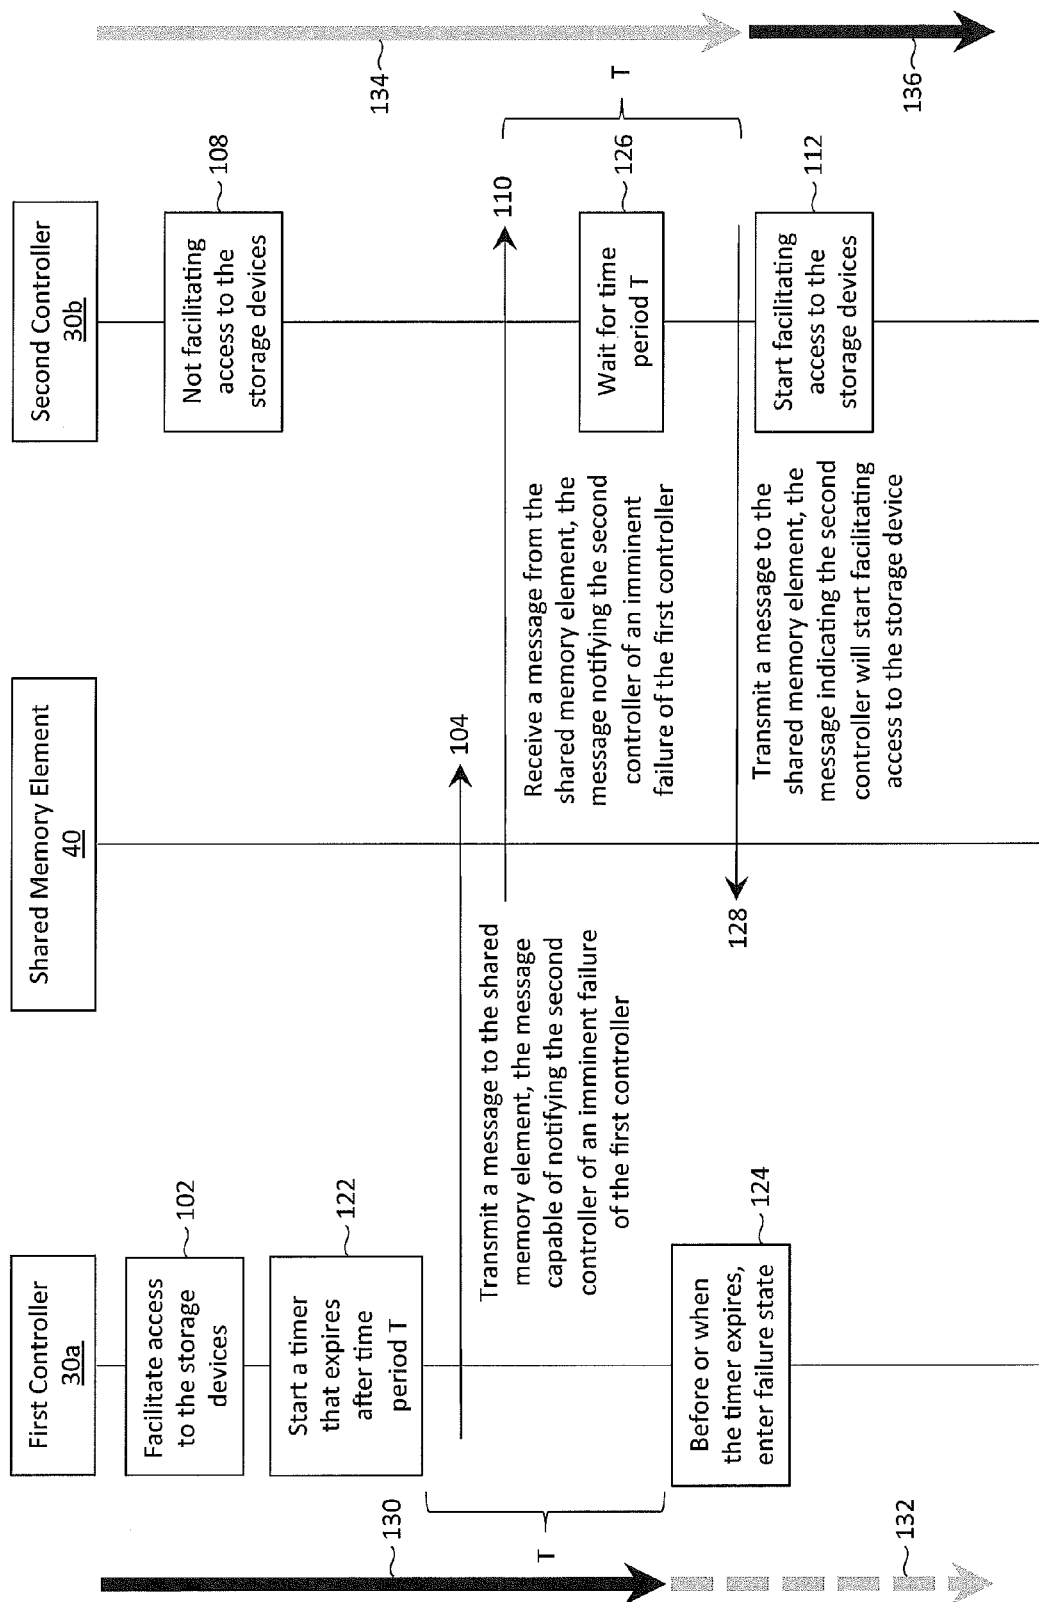 First Controller
30a
Shared Memory Element
40
Second Controller
30b
Facilitate access
to the storage
devices
102
Not facilitating
access to the
storage devices
108
Start a timer
that expires
after time
period T
122
104
Transmit a message to the shared
memory element, the message
capable of notifying the second
controller of an imminent failure
of the first controller
110
Receive a message from the
shared memory element, the
message notifying the second
controller of an imminent
failure of the first controller
Wait for time
period T
126
T
T
Before or when
the timer expires,
enter failure state
124
128
Transmit a message to the
shared memory element, the
message indicating the second
controller will start facilitating
access to the storage device
Start facilitating
access to the
storage devices
112
130
132
134
136